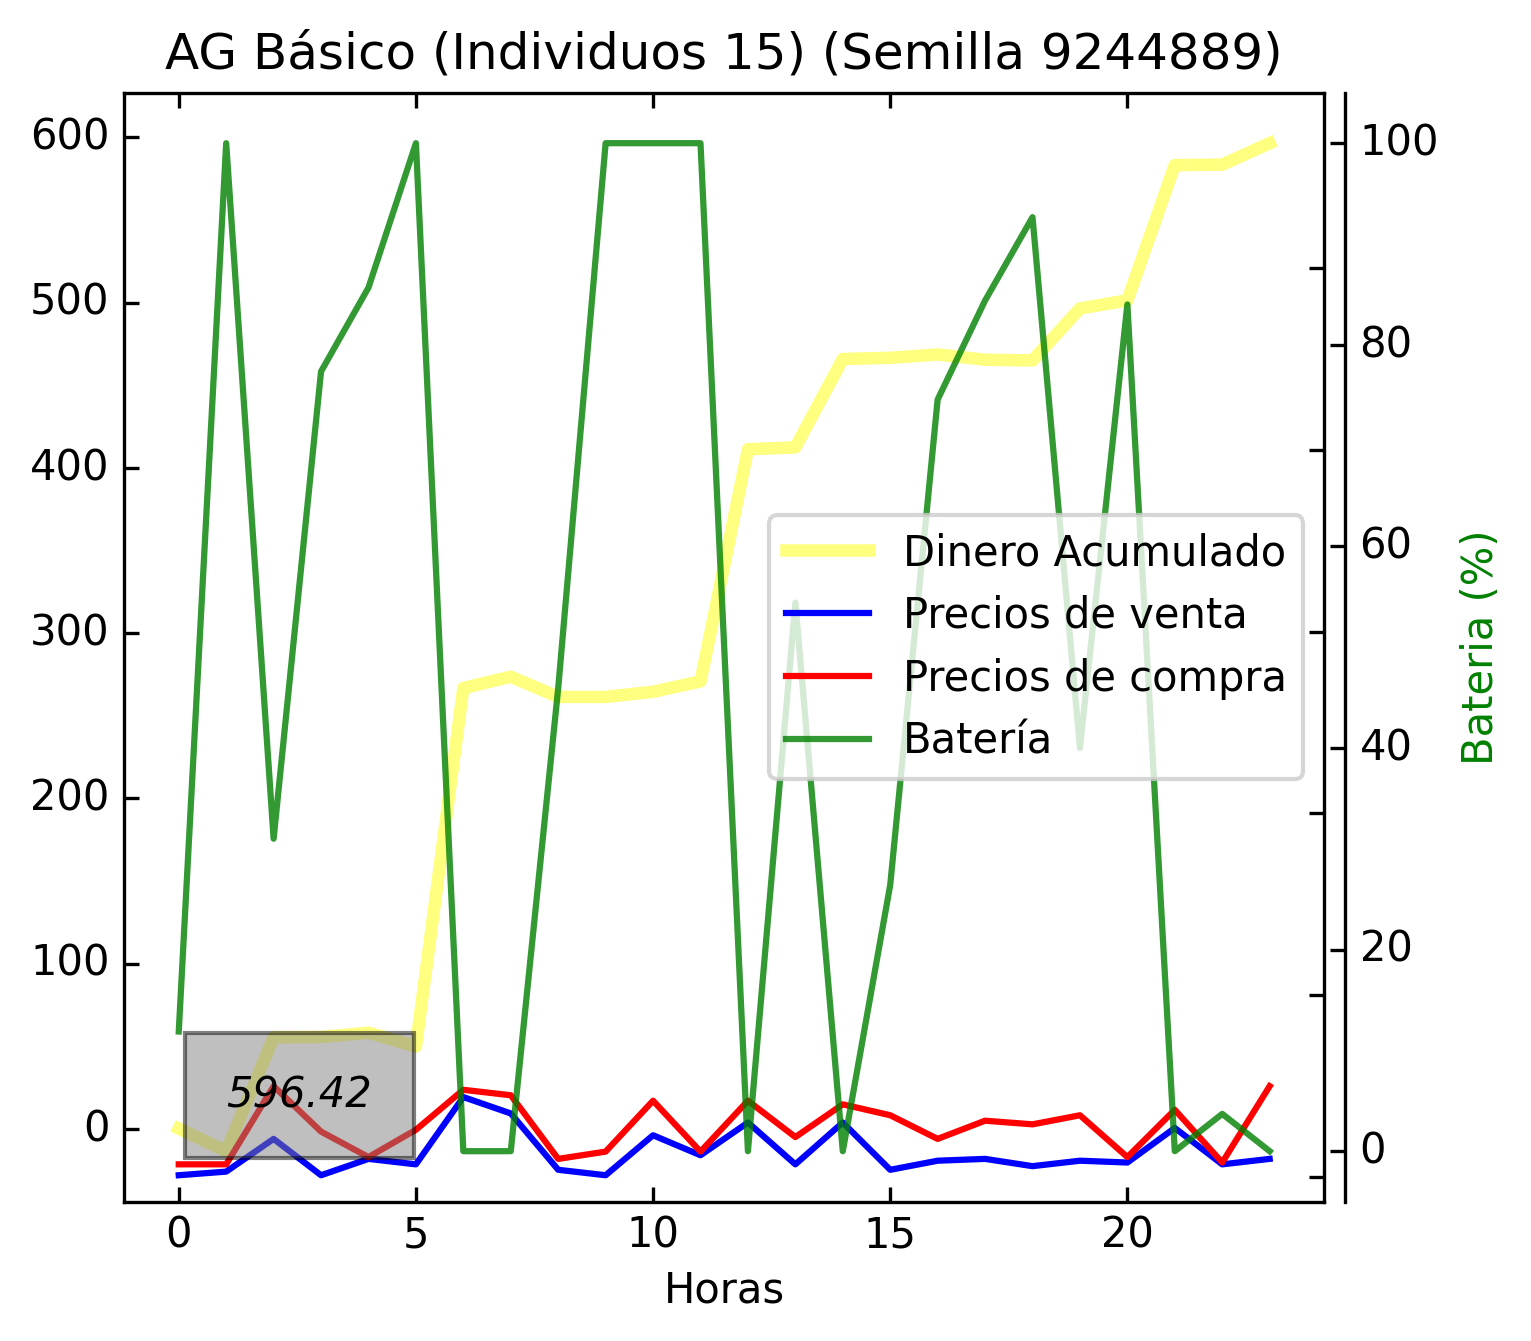 AG Básico (Individuos 15) (Semilla 9244889)
600
500
400
300
200
100
0
100
80
60
40
20
0
Bateria (%)
Dinero Acumulado
Precios de venta
Precios de compra
Batería
596.42
0 5 10 15 20
Horas